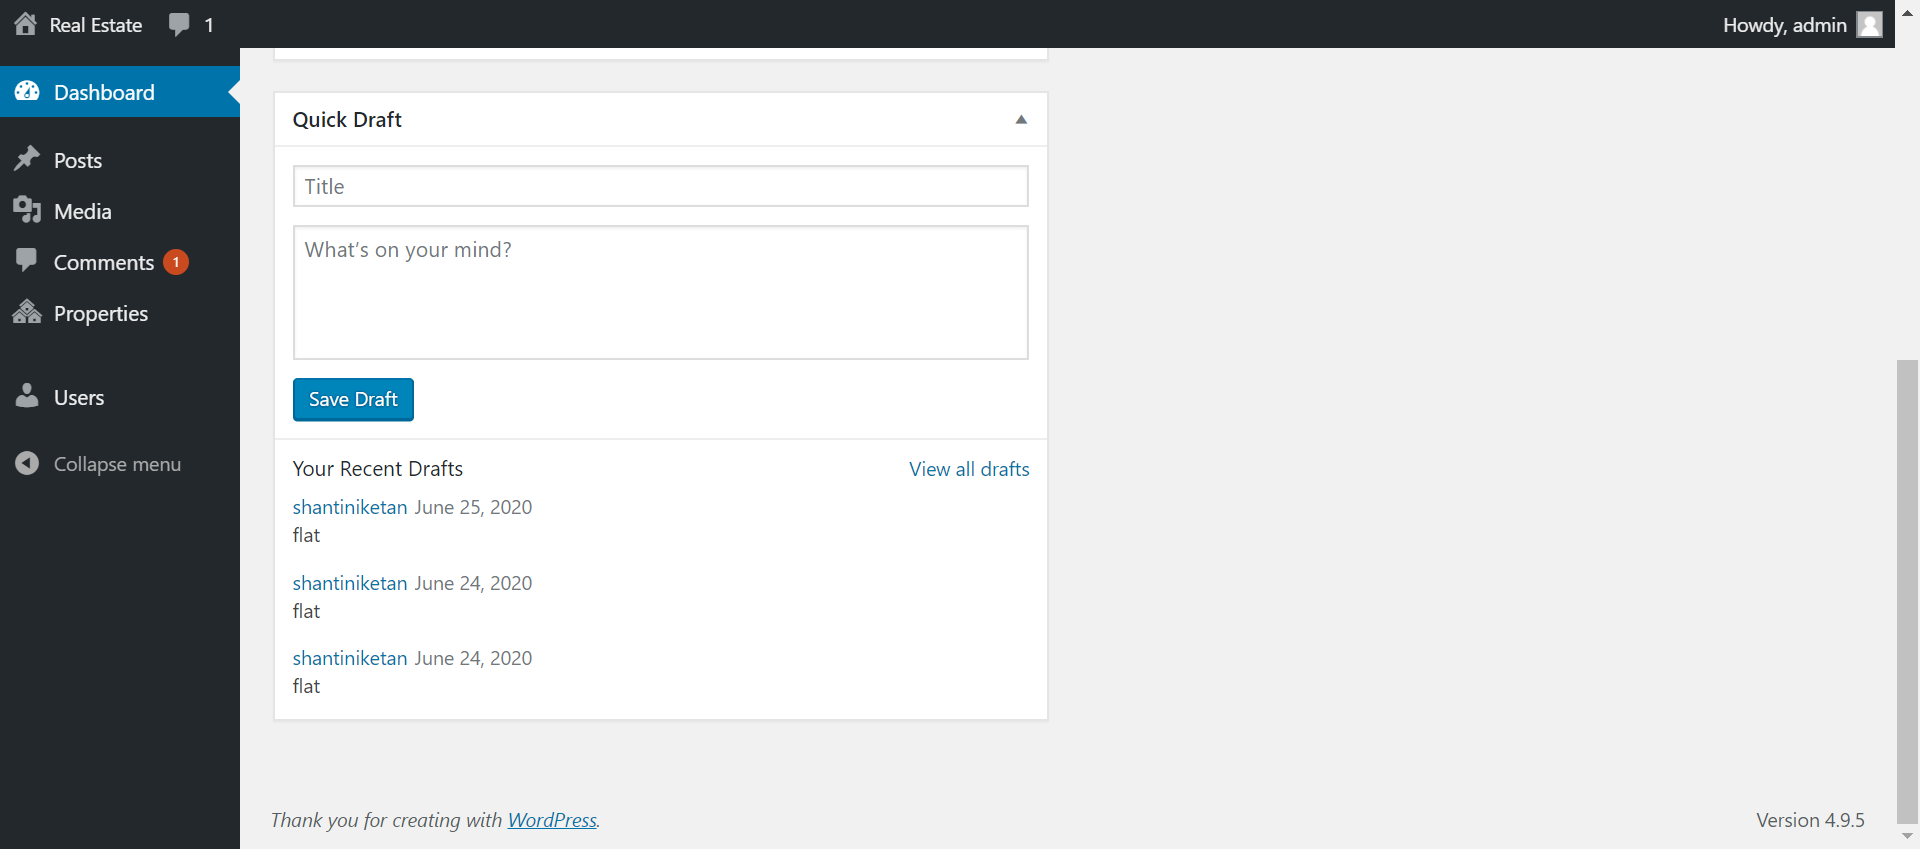 Real Estate 1 Howdy, admin
Dashboard
Posts
Media
Comments 1
Properties
Users
Collapse menu
Quick Draft
Title
What’s on your mind?
Save Draft
Your Recent Drafts View all drafts
shantiniketan June 25, 2020
flat
shantiniketan June 24, 2020
flat
shantiniketan June 24, 2020
flat
Thank you for creating with WordPress. Version 4.9.5